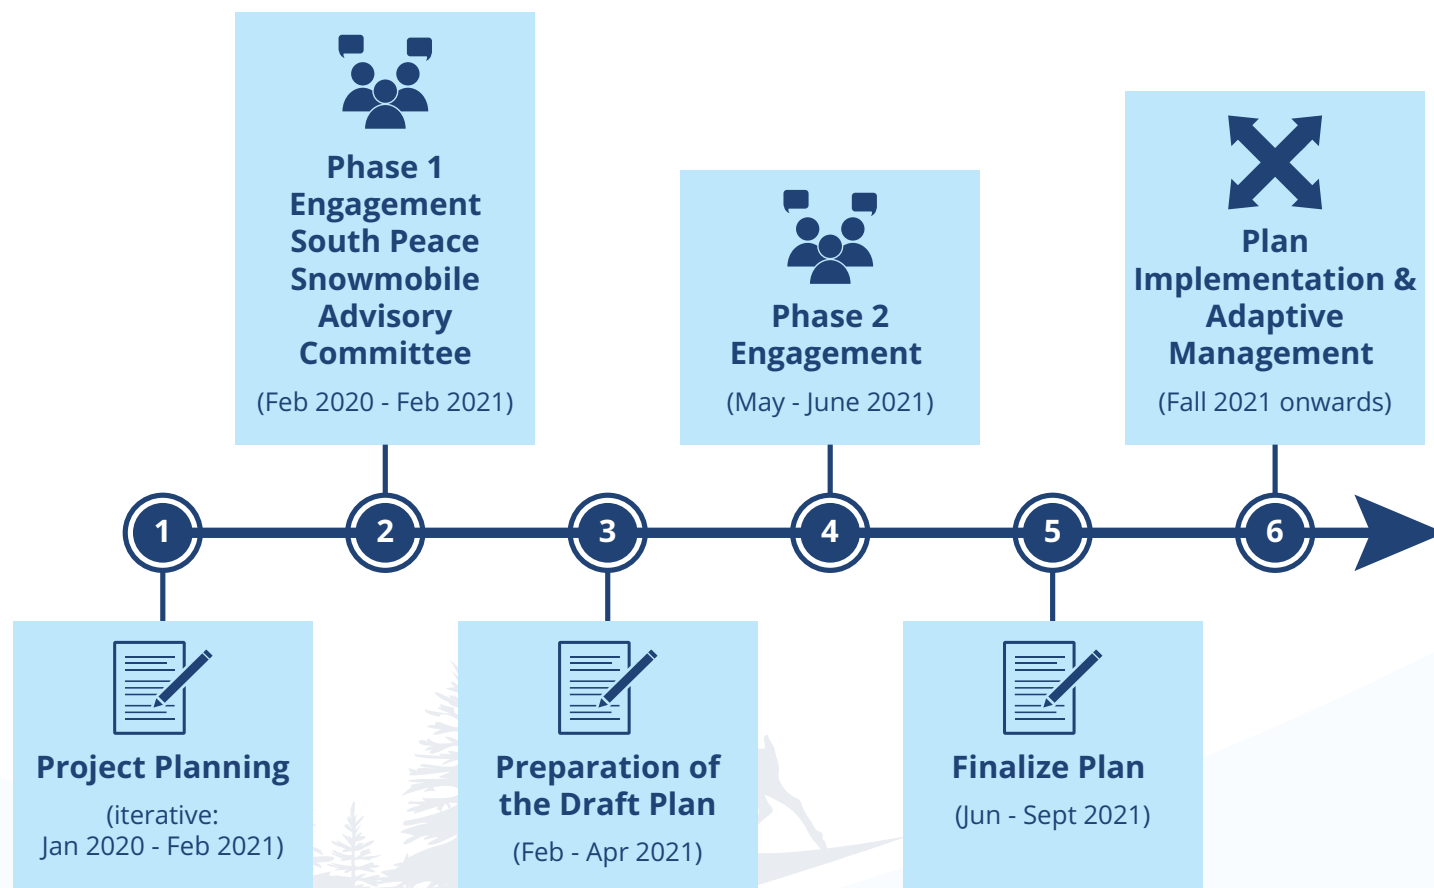 Phase 1
Engagement
South Peace
Snowmobile
Advisory
Committee
(Feb 2020 - Feb 2021)
Phase 2
Engagement
(May - June 2021)
Plan
Implementation &
Adaptive
Management
(Fall 2021 onwards)
1
2
3
4
5
6
Project Planning
(iterative:
Jan 2020 - Feb 2021)
Preparation of
the Draft Plan
(Feb - Apr 2021)
Finalize Plan
(Jun - Sept 2021)